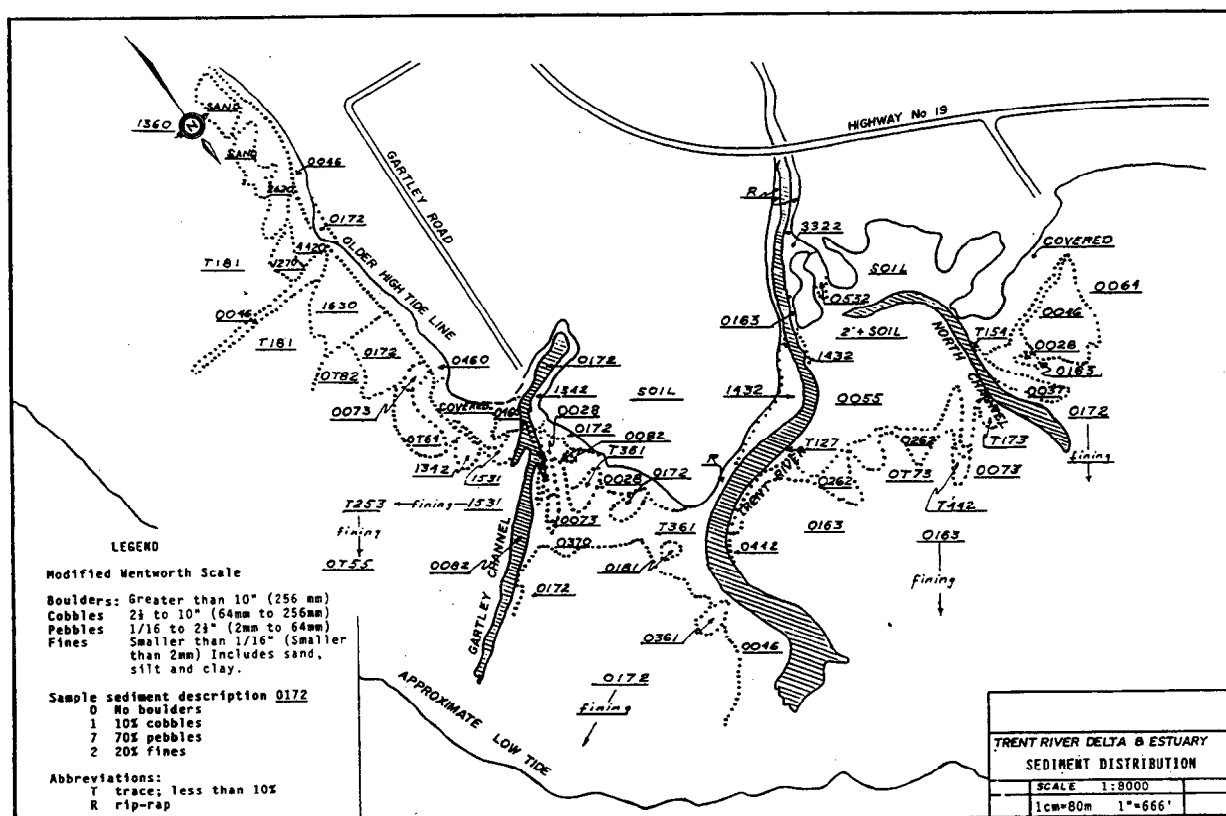 HIGHWAY No 19
SAND
1360
SAND
0046
GARTLEY ROAD
2620
R
0172
3322
COVERED
4420
OLDER HIGH TIDE LINE
T181
1270
SOIL
0064
0532
0046
1630
0046
0163
2'+ SOIL
NORTH CHANNEL
T154
T181
0028
0172
0460
0172
1432
0183
0T82
1342
1432
0037
0073
COVERED
0460
0028
SOIL
0055
0172
0172
0082
T127
0262
T173
fining
0T64
T361
R
TRENT RIVER
1342
0028
0172
0262
0T73
0073
1531
T442
T253
fining
1531
0073
T361
0163
0163
fining
0370
0442
0T55
0082
GARTLEY CHANNEL
0181
fining
0172
0361
0046
0172
fining
APPROXIMATE LOW TIDE
LEGEND
Modified Wentworth Scale
Boulders: Greater than 10" (256 mm)
Cobbles 2½ to 10" (64mm to 256mm)
Pebbles 1/16 to 2½" (2mm to 64mm)
Fines Smaller than 1/16" (Smaller
than 2mm) Includes sand,
silt and clay.
Sample sediment description 0172
0 No boulders
1 10% cobbles
7 70% pebbles
2 20% fines
Abbreviations:
T trace; less than 10%
R rip-rap
TRENT RIVER DELTA & ESTUARY
SEDIMENT DISTRIBUTION
SCALE 1:8000
1cm=80m 1"=666'